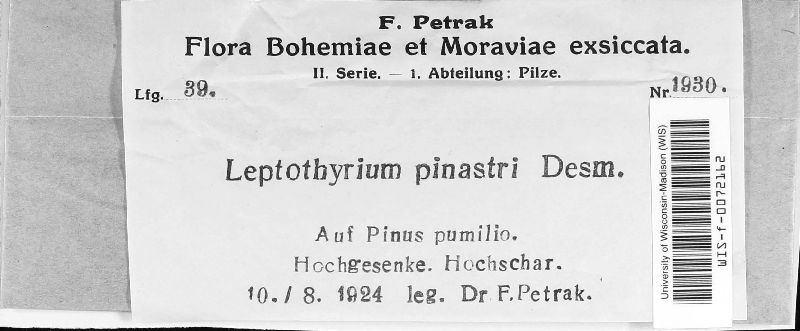 F. Petrak
Flora Bohemiae et Moraviae exsiccata.
II. Serie. — 1. Abteilung: Pilze.
Lfg. 39.
Nr. 1930.
Leptothyrium pinastri Desm.
Auf Pinus pumilio.
Hochgesenke. Hochschar.
10. / 8. 1924 leg. Dr F. Petrak.
University of Wisconsin-Madison (WIS)
WIS-f-0072162